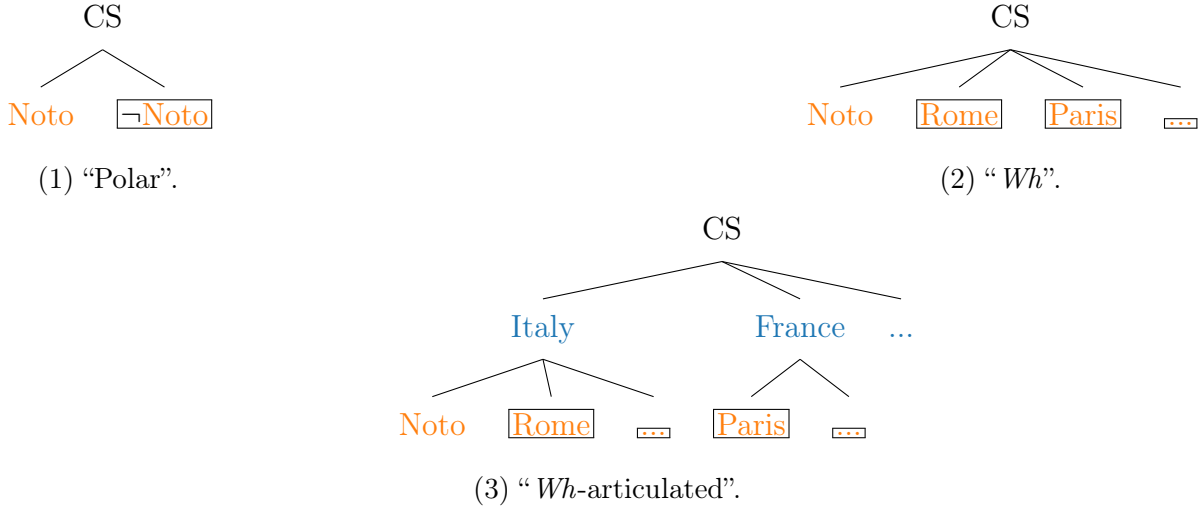 CS CS
Noto ¬Noto Noto Rome Paris ...
(1) “Polar”. (2) “Wh”.
CS
Italy France ...
Noto Rome ... Paris ...
(3) “Wh-articulated”.